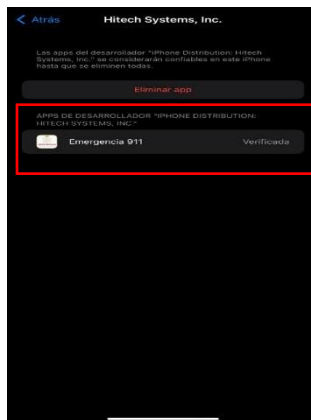 Atrás
Hitech Systems, Inc.
Las apps del desarrollador "iPhone Distribution: Hitech
Systems, Inc." se considerarán confiables en este iPhone
hasta que se eliminen todas.
Eliminar app
APPS DE DESARROLLADOR "IPHONE DISTRIBUTION:
HITECH SYSTEMS, INC."
Emergencia 911
Verificada